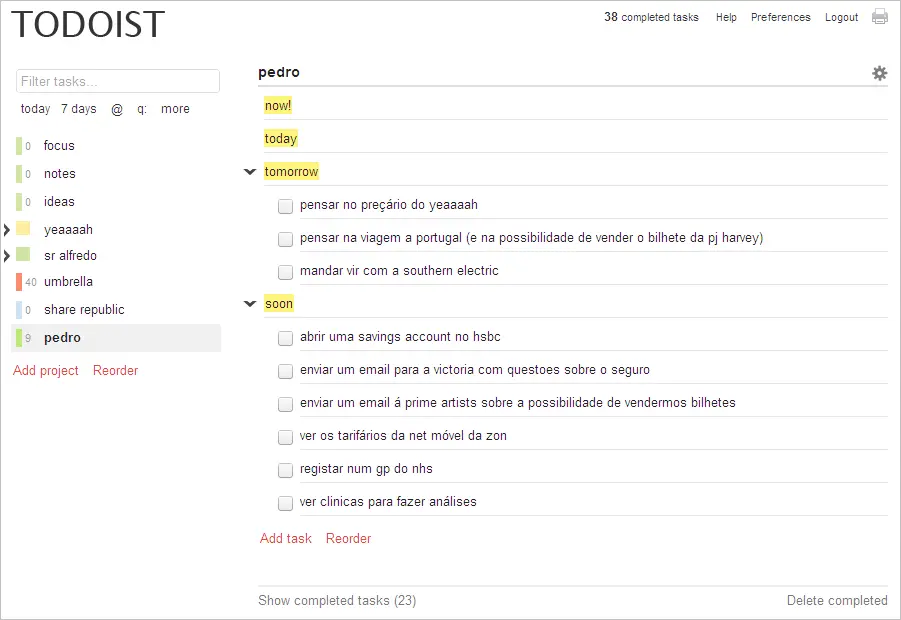 TODOIST
38 completed tasks Help Preferences Logout
Filter tasks...
today 7 days @ q: more
0 focus
0 notes
0 ideas
yeaaaah
sr alfredo
40 umbrella
0 share republic
9 pedro
Add project Reorder
pedro
now!
today
tomorrow
pensar no preçário do yeaaaah
pensar na viagem a portugal (e na possibilidade de vender o bilhete da pj harvey)
mandar vir com a southern electric
soon
abrir uma savings account no hsbc
enviar um email para a victoria com questoes sobre o seguro
enviar um email á prime artists sobre a possibilidade de vendermos bilhetes
ver os tarifários da net móvel da zon
registar num gp do nhs
ver clinicas para fazer análises
Add task Reorder
Show completed tasks (23) Delete completed